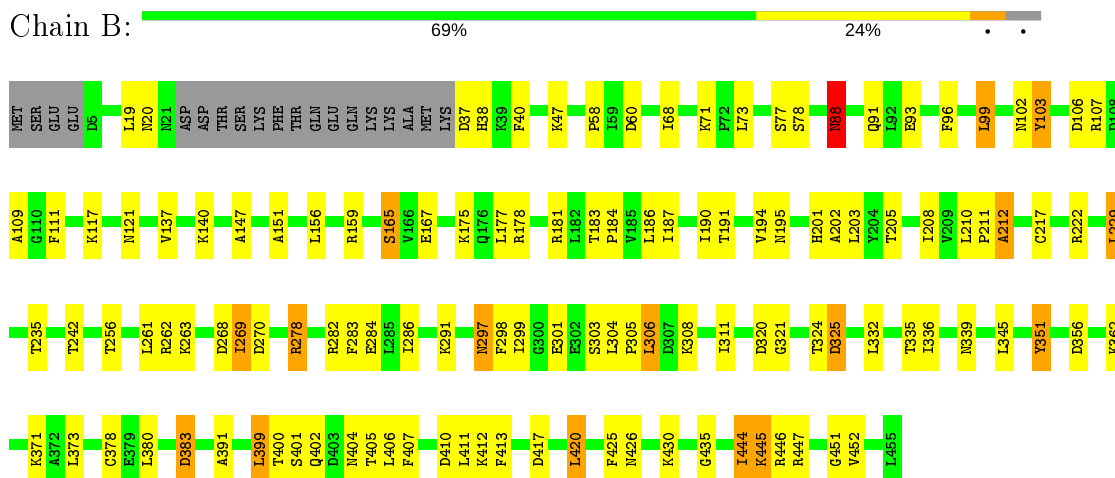 Chain B:
69% 24% • •
MET SER GLU GLU D5 L19 N20 N21 ASP ASP THR SER LYS PHE THR GLN GLU GLN LYS LYS ALA MET LYS D37 H38 K39 F40 K47 P58 I59 D60 I68 K71 P72 L73 S77 S78 N88 Q91 L92 E93 F96 L99 N102 Y103 D106 R107 D108
A109 G110 F111 K117 N121 V137 K140 A147 A151 L156 R159 S165 V166 E167 K175 Q176 L177 R178 R181 L182 T183 P184 V185 L186 I187 I190 T191 V194 N195 H201 A202 L203 Y204 T205 I208 V209 L210 P211 A212 C217 R222 L229
T235 T242 T256 L261 R262 K263 D268 I269 D270 R278 R282 F283 E284 L285 I286 K291 N297 F298 I299 G300 E301 E302 S303 L304 P305 L306 D307 K308 I311 D320 G321 T324 D325 L332 T335 I336 N339 L345 Y351 D356 K362
K371 A372 L373 C378 E379 L380 D383 A391 L399 T400 S401 Q402 D403 N404 T405 L406 F407 D410 L411 K412 F413 D417 L420 F425 N426 K430 G435 I444 K445 R446 R447 G451 V452 L455